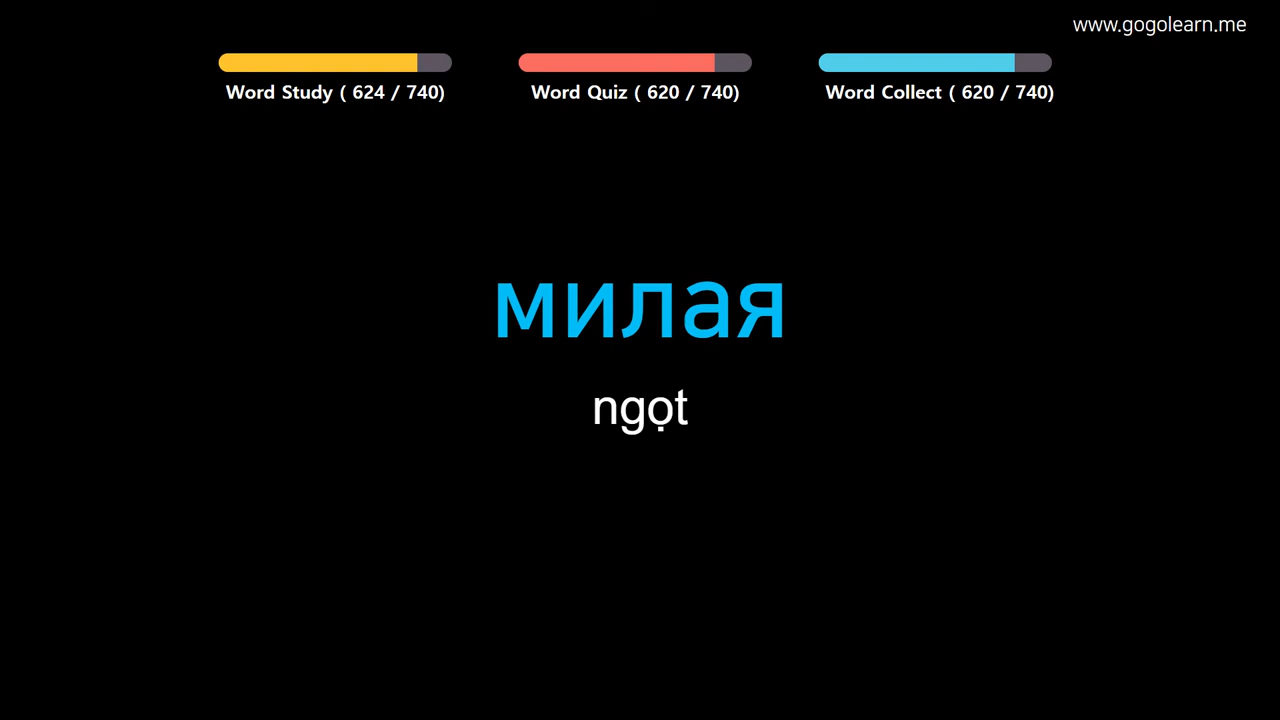 www.gogolearn.me
Word Study ( 624 / 740)
Word Quiz ( 620 / 740)
Word Collect ( 620 / 740)
милая
ngọt